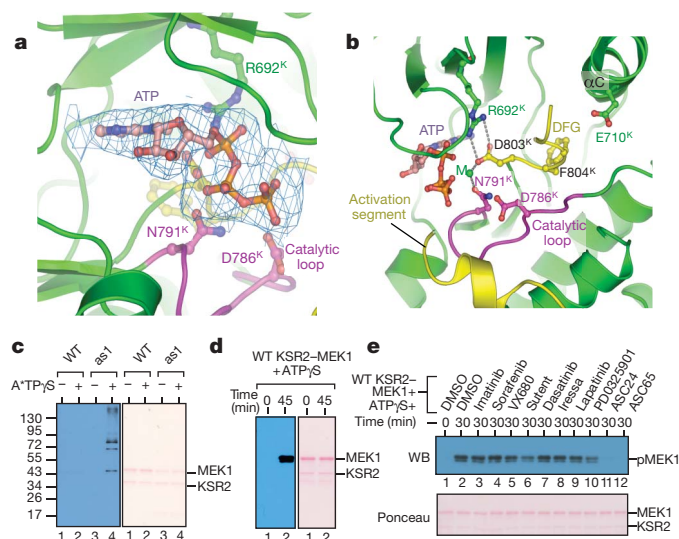 a
R692K
ATP
N791K
D786K
Catalytic
loop
b
αC
R692K
ATP
DFG
E710K
D803K
M
F804K
N791K
D786K
Activation
segment
Catalytic
loop
c
WT as1 WT as1
A*TPγS − + − + − + − +
130
95
72
55
43
34
26
17
MEK1
KSR2
1 2 3 4 1 2 3 4
d
WT KSR2–MEK1
+ATPγS
Time
(min)
0 45 0 45
MEK1
KSR2
1 2 1 2
e
WT KSR2–
MEK1+
ATPγS+
DMSO
DMSO
Imatinib
Sorafenib
VX680
Sutent
Dasatinib
Iressa
Lapatinib
PD0325901
ASC24
ASC65
Time (min) 0 30 30 30 30 30 30 30 30 30 30 30
WB
pMEK1
1 2 3 4 5 6 7 8 9 10 11 12
Ponceau
MEK1
KSR2